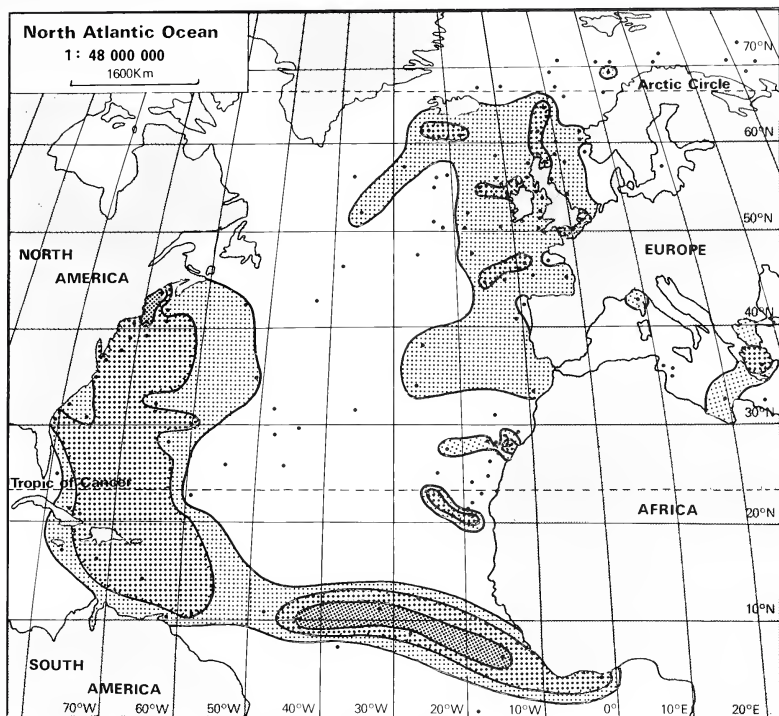 North Atlantic Ocean
1: 48 000 000
1600Km
70°N
Arctic Circle
60°N
50°N
NORTH
AMERICA
EUROPE
40°N
30°N
Tropic of Cancer
AFRICA
20°N
10°N
SOUTH
AMERICA
70°W 60°W 50°W 40°W 30°W 20°W 10°W 0° 10°E 20°E